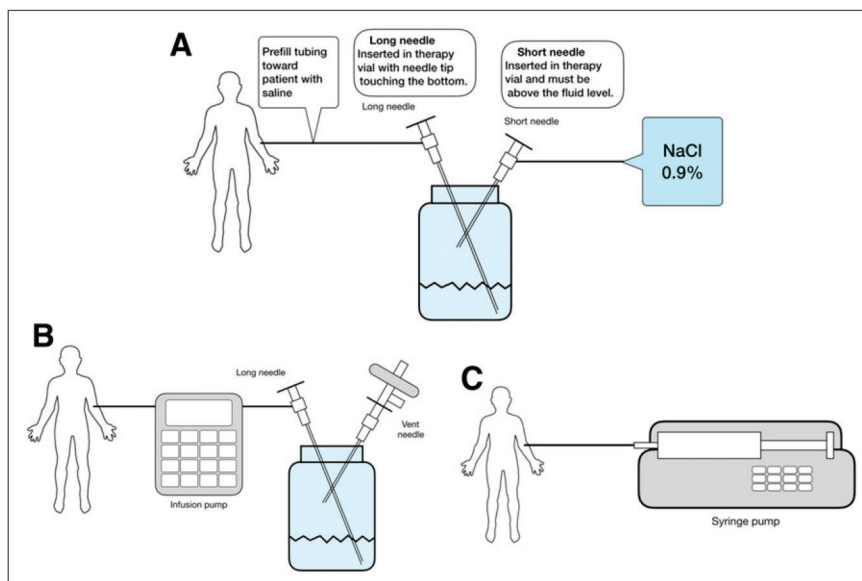 A
Prefill tubing
toward
patient with
saline
Long needle
Inserted in therapy
vial with needle tip
touching the bottom.
Long needle
Short needle
Inserted in therapy
vial and must be
above the fluid level.
Short needle
NaCl
0.9%
B
Long needle
Vent
needle
Infusion pump
C
Syringe pump